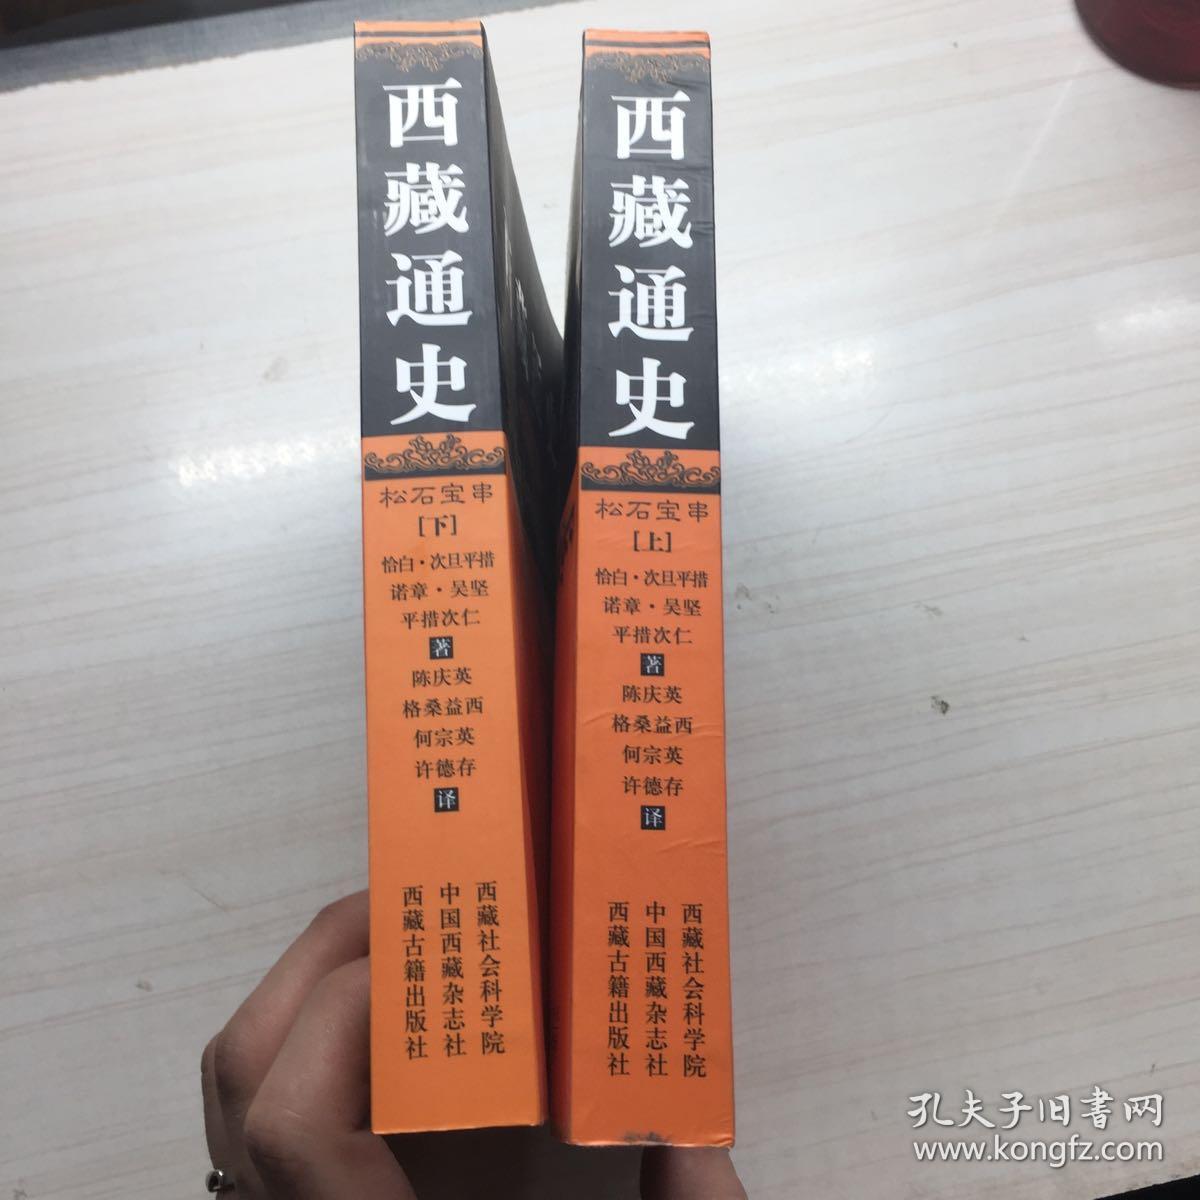 西藏通史
松石宝串
[下]
恰白·次旦平措
诺章·吴坚
平措次仁
著
陈庆英
格桑益西
何宗英
许德存
译
西藏社会科学院
中国西藏杂志社
西藏古籍出版社
西藏通史
松石宝串
[上]
恰白·次旦平措
诺章·吴坚
平措次仁
著
陈庆英
格桑益西
何宗英
许德存
译
西藏社会科学院
中国西藏杂志社
西藏古籍出版社
孔夫子旧書网
www.kongfz.com